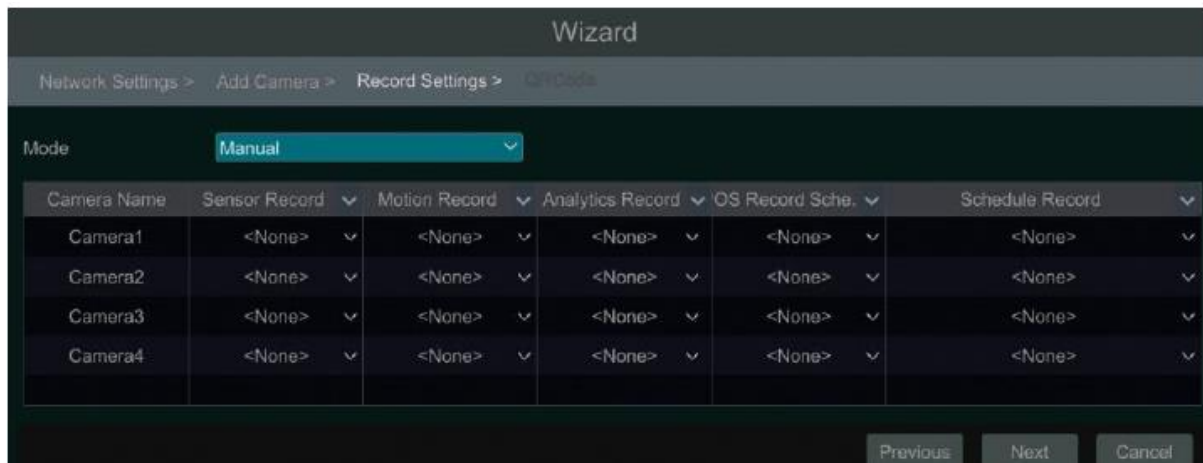 Wizard
Network Settings > Add Camera > Record Settings > QRCode
Mode Manual
Camera Name Sensor Record Motion Record Analytics Record OS Record Sche. Schedule Record
Camera1 <None> <None> <None> <None> <None>
Camera2 <None> <None> <None> <None> <None>
Camera3 <None> <None> <None> <None> <None>
Camera4 <None> <None> <None> <None> <None>
Previous Next Cancel